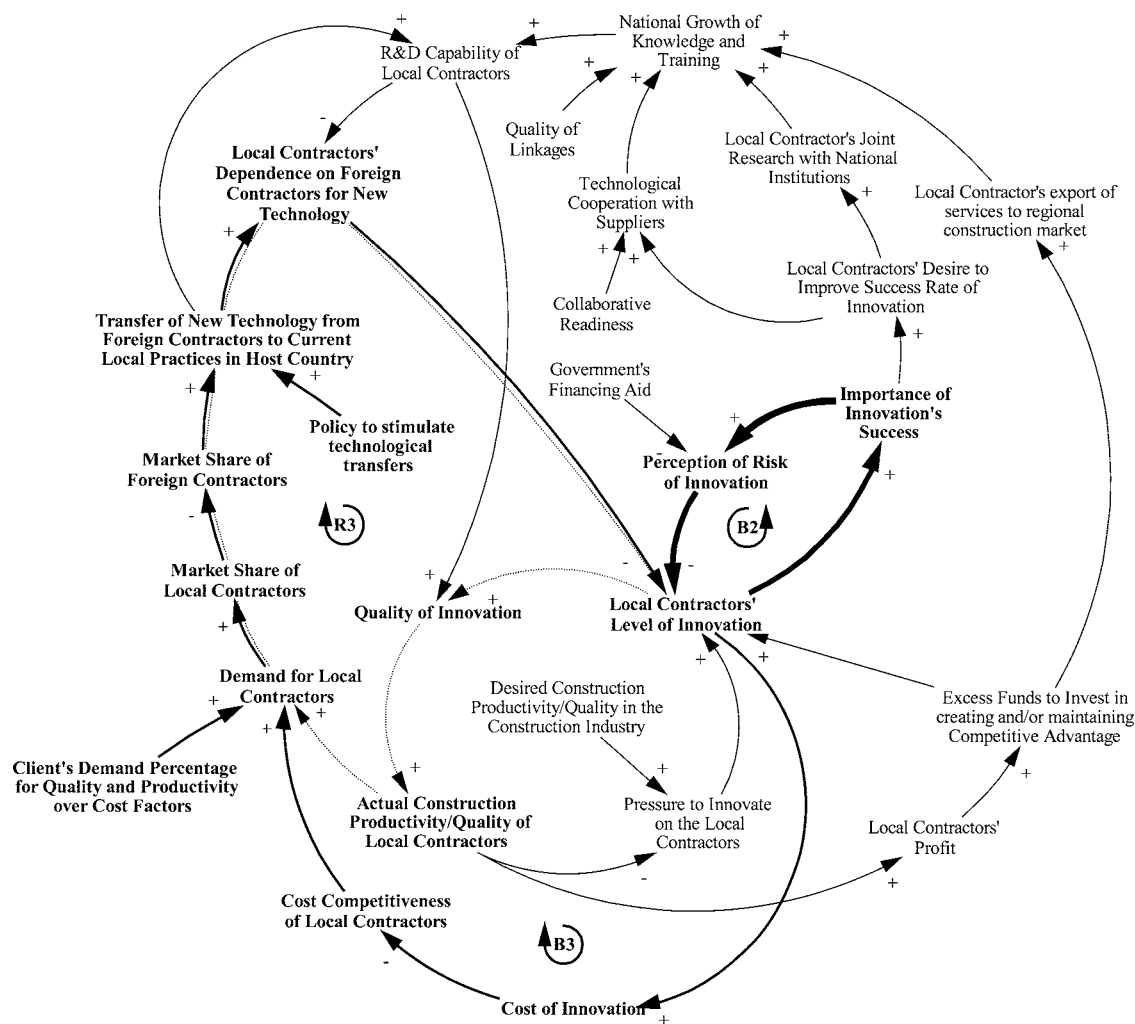 National Growth of
Knowledge and
Training
R&D Capability of
Local Contractors
Quality of
Linkages
Local Contractor's Joint
Research with National
Institutions
Local Contractors'
Dependence on Foreign
Contractors for New
Technology
Technological
Cooperation with
Suppliers
Local Contractor's export of
services to regional
construction market
Local Contractors' Desire to
Improve Success Rate of
Innovation
Collaborative
Readiness
Transfer of New Technology from
Foreign Contractors to Current
Local Practices in Host Country
Government's
Financing Aid
Importance of
Innovation's
Success
Policy to stimulate
technological
transfers
Market Share of
Foreign Contractors
Perception of Risk
of Innovation
R3
B2
Market Share of
Local Contractors
Quality of Innovation
Local Contractors'
Level of Innovation
Demand for Local
Contractors
Desired Construction
Productivity/Quality in the
Construction Industry
Excess Funds to Invest in
creating and/or maintaining
Competitive Advantage
Client's Demand Percentage
for Quality and Productivity
over Cost Factors
Actual Construction
Productivity/Quality of
Local Contractors
Pressure to Innovate
on the Local
Contractors
Local Contractors'
Profit
Cost Competitiveness
of Local Contractors
B3
Cost of Innovation